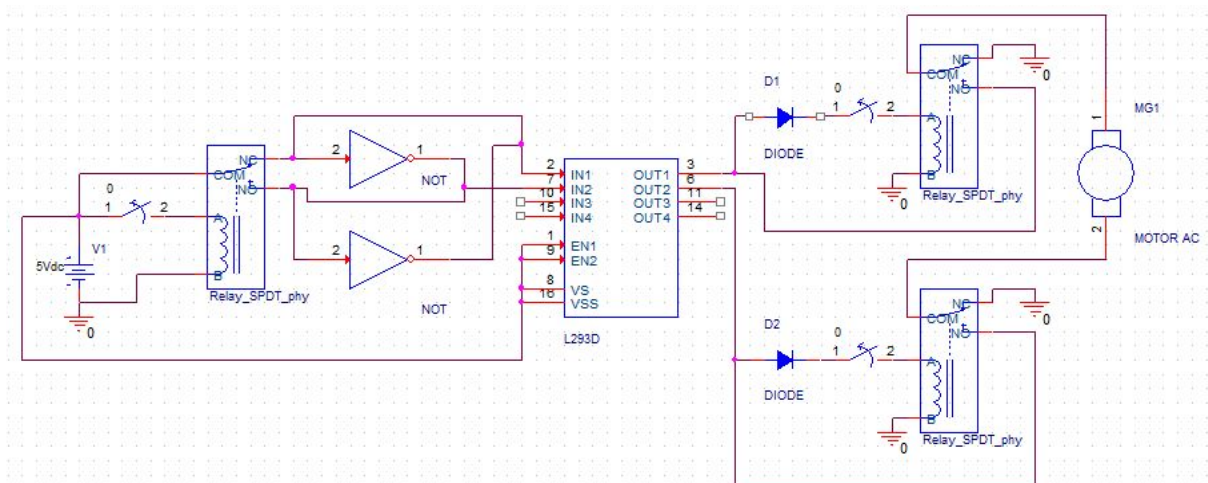 NC
COM
NO
0
1
2
A
B
V1
5Vdc
0
Relay_SPDT_phy
2
1
NOT
2
1
NOT
2
7
10
15
1
9
8
16
IN1
IN2
IN3
IN4
EN1
EN2
VS
VSS
OUT1
OUT2
OUT3
OUT4
3
6
11
14
L293D
D1
DIODE
0
1
2
NC
COM
NO
A
B
0
0
Relay_SPDT_phy
MG1
1
2
MOTOR AC
D2
DIODE
0
1
2
NC
COM
NO
A
B
0
0
Relay_SPDT_phy